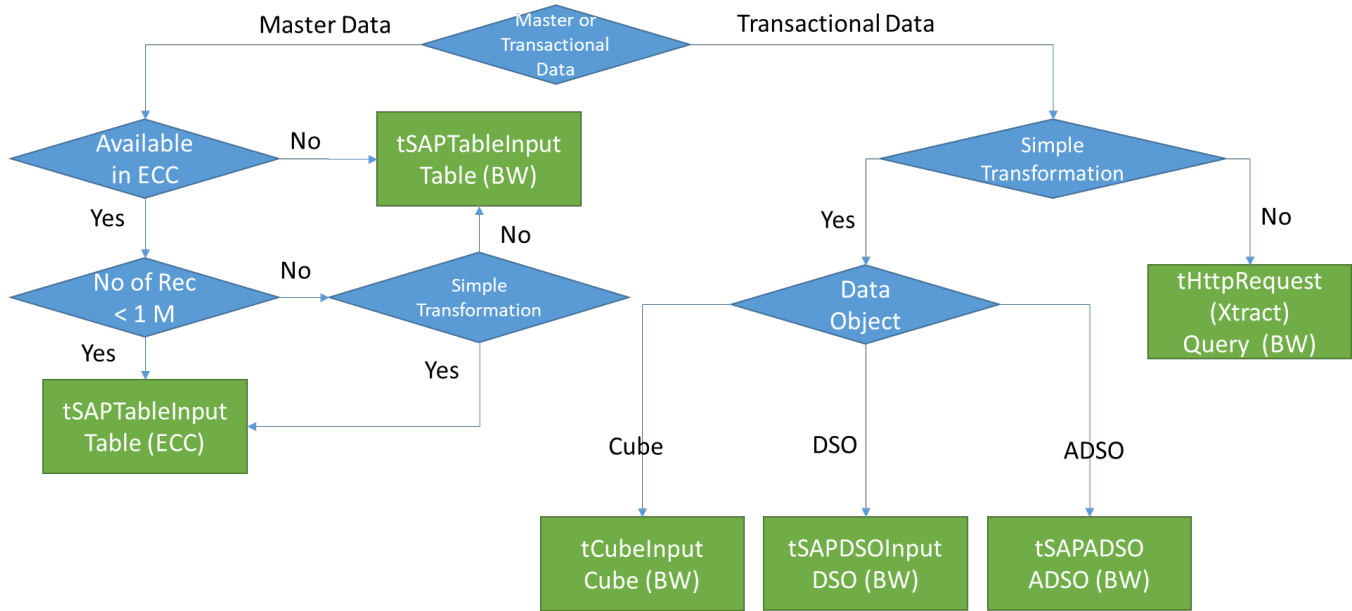 Master Data
Master or
Transactional
Data
Transactional Data
Available
in ECC
No
tSAPTableInput
Table (BW)
Simple
Transformation
Yes
No
Yes
No
No of Rec
< 1 M
No
Simple
Transformation
Data
Object
tHttpRequest
(Xtract)
Query (BW)
Yes
Yes
tSAPTableInput
Table (ECC)
Cube
DSO
ADSO
tCubeInput
Cube (BW)
tSAPDSOInput
DSO (BW)
tSAPADSO
ADSO (BW)